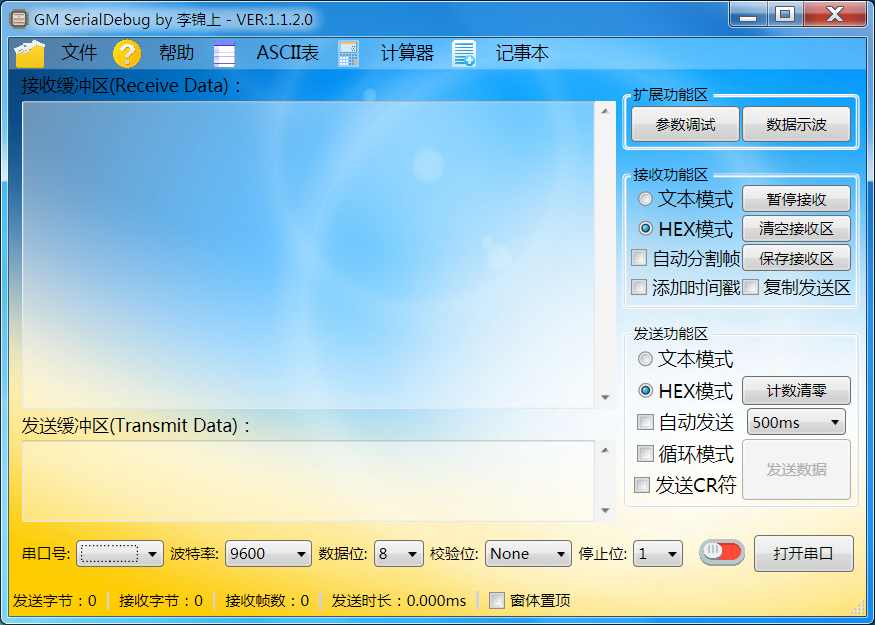 GM SerialDebug by 李锦上 - VER:1.1.2.0
文件 帮助 ASCII表 计算器 记事本
接收缓冲区(Receive Data)：
扩展功能区
参数调试 数据示波
接收功能区
文本模式 暂停接收
HEX模式 清空接收区
自动分割帧 保存接收区
添加时间戳 复制发送区
发送功能区
文本模式
HEX模式 计数清零
自动发送 500ms
循环模式 发送数据
发送CR符
发送缓冲区(Transmit Data)：
串口号: 波特率: 9600 数据位: 8 校验位: None 停止位: 1 打开串口
发送字节：0 接收字节：0 接收帧数：0 发送时长：0.000ms 窗体置顶